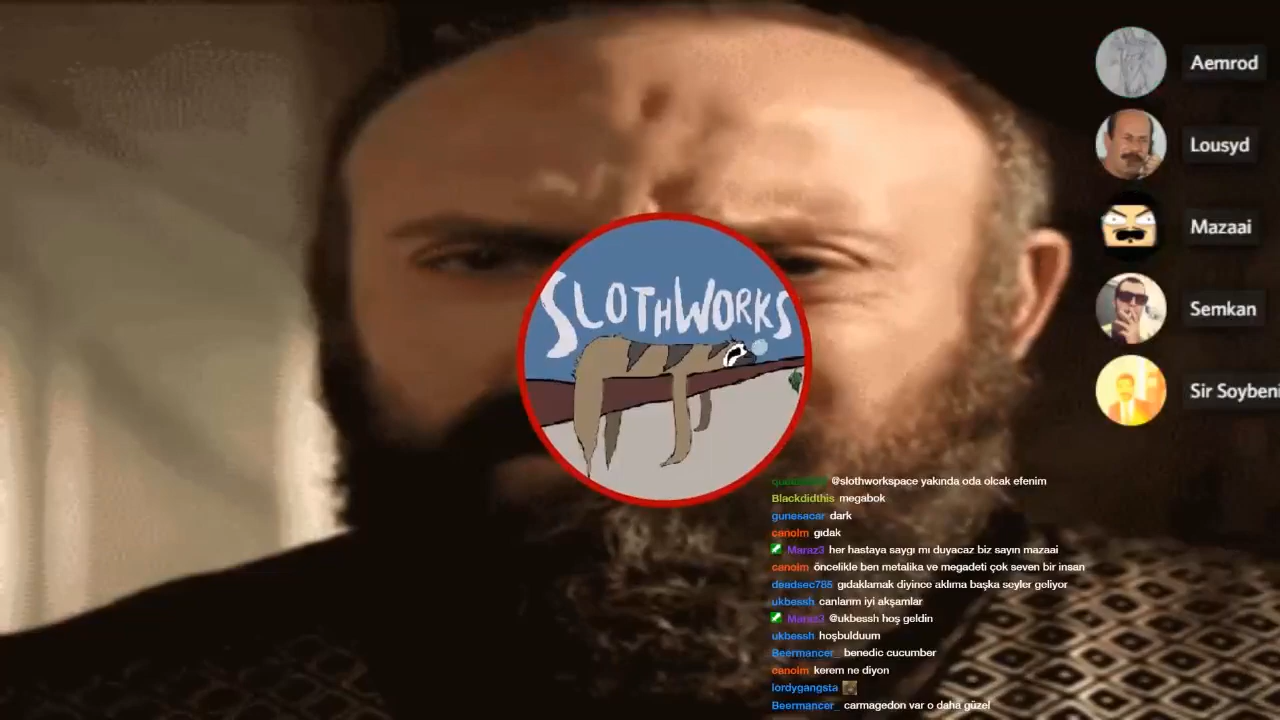 Aemrod
Lousyd
Mazaai
Semkan
Sir Soybeni
SLOTHWORKS
@slothworkspace yakında oda olcak efenim
Blackdidthis megabok
gunesacar dark
canolm gıdak
Maraz3 her hastaya saygı mı duyacaz biz sayın mazaai
canolm öncelikle ben metalika ve megadeti çok seven bir insan
deadsec785 gıdaklamak diyince aklıma başka seyler geliyor
ukbessh canlarım iyi akşamlar
Maraz3 @ukbessh hoş geldin
ukbessh hoşbulduum
Beermancer_ benedic cucumber
canolm kerem ne diyon
lordygangsta
Beermancer_ carmagedon var o daha güzel